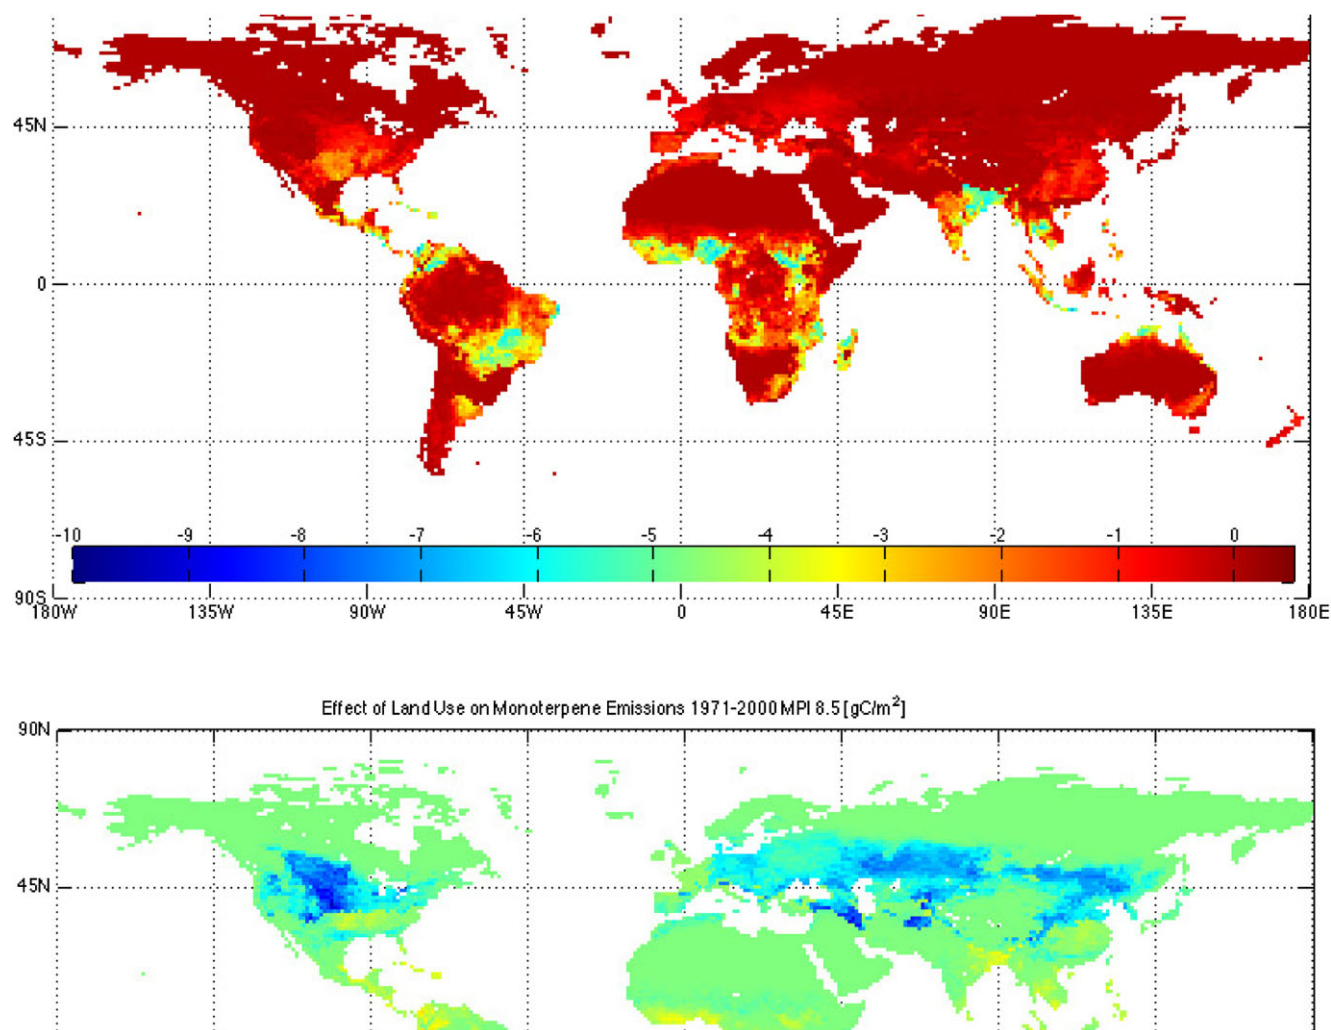 45N
0
45S
-10 -9 -8 -7 -6 -5 -4 -3 -2 -1 0
90S
180W 135W 90W 45W 0 45E 90E 135E 180E
Effect of Land Use on Monoterpene Emissions 1971-2000 MPI 8.5 [gC/m²]
90N
45N